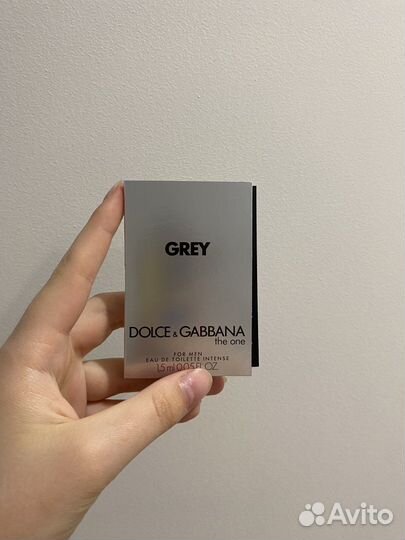 GREY
DOLCE & GABBANA
the one
FOR MEN
EAU DE TOILETTE INTENSE
1.5 ml 0.05 FL. OZ.
Avito